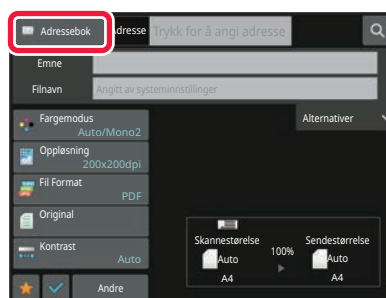 Adressebok Adresse Trykk for å angi adresse
Emne
Filnavn Angitt av systeminnstillinger
Fargemodus
Auto/Mono2
Alternativer
Oppløsning
200x200dpi
Fil Format
PDF
Original
Kontrast
Auto
Skannestørelse 100% Sendestørrelse
Auto Auto
A4 A4
Andre